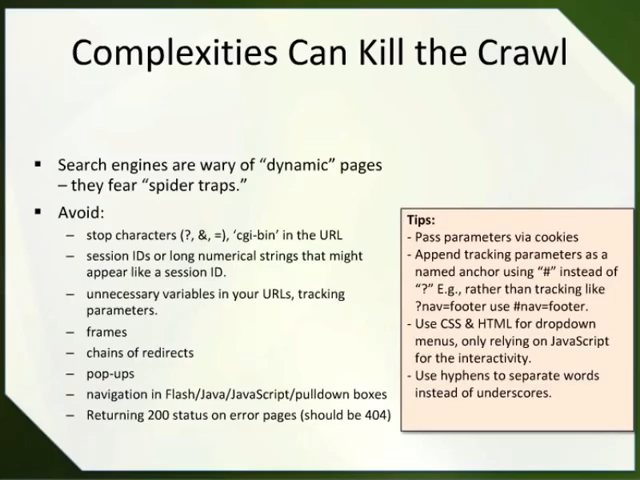 Complexities Can Kill the Crawl
▪ Search engines are wary of “dynamic” pages
– they fear “spider traps.”
▪ Avoid:
– stop characters (?, &, =), ‘cgi-bin’ in the URL
– session IDs or long numerical strings that might
appear like a session ID.
– unnecessary variables in your URLs, tracking
parameters.
– frames
– chains of redirects
– pop-ups
– navigation in Flash/Java/JavaScript/pulldown boxes
– Returning 200 status on error pages (should be 404)
Tips:
- Pass parameters via cookies
- Append tracking parameters as a
named anchor using “#” instead of
“?” E.g., rather than tracking like
?nav=footer use #nav=footer.
- Use CSS & HTML for dropdown
menus, only relying on JavaScript
for the interactivity.
- Use hyphens to separate words
instead of underscores.